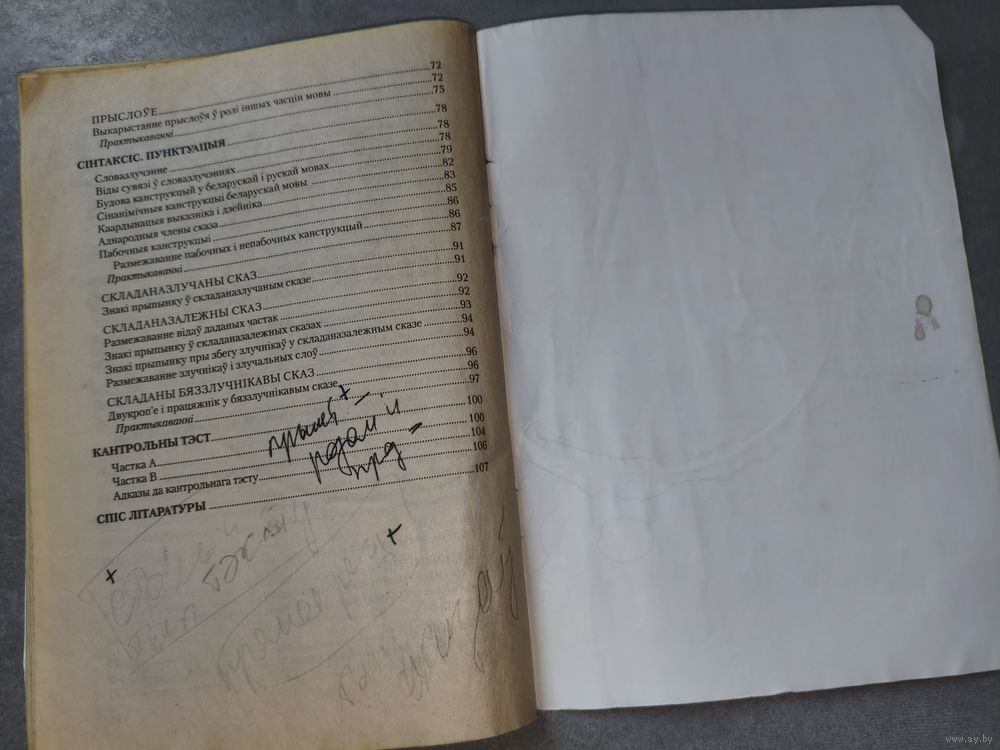 ПРЫСЛОЎЕ ........ 72
Выкарыстанне прыслоўя ў ролі іншых часцін мовы ........ 72
Практыкаванні ........ 75
СІНТАКСІС. ПУНКТУАЦЫЯ ........ 78
Словазлучэнне ........ 78
Віды сувязі ў словазлучэннях ........ 78
Будова канструкцый у беларускай і рускай мовах ........ 79
Сінанімічныя канструкцыі беларускай мовы ........ 82
Каардынацыя выказніка і дзейніка ........ 83
Аднародныя члены сказа ........ 85
Пабочныя канструкцыі ........ 86
Размежаванне пабочных і непабочных канструкцый ........ 86
Практыкаванні ........ 87
СКЛАДАНАЗЛУЧАНЫ СКАЗ ........ 91
Знакі прыпынку ў складаназлучаным сказе ........ 91
СКЛАДАНАЗАЛЕЖНЫ СКАЗ ........ 92
Размежаванне відаў даданых частак ........ 92
Знакі прыпынку ў складаназалежных сказах ........ 93
Знакі прыпынку пры збегу злучнікаў у складаназалежным сказе ........ 94
Размежаванне злучнікаў і злучальных слоў ........ 94
СКЛАДАНЫ БЯЗЗЛУЧНІКАВЫ СКАЗ ........ 96
Двукроп'е і працяжнік у бяззлучнікавым сказе ........ 96
Практыкаванні ........ 97
КАНТРОЛЬНЫ ТЭСТ ........ 100
Частка А ........ 100
Частка В ........ 104
Адказы да кантрольнага тэсту ........ 106
СПІС ЛІТАРАТУРЫ ........ 107
www.ay.by